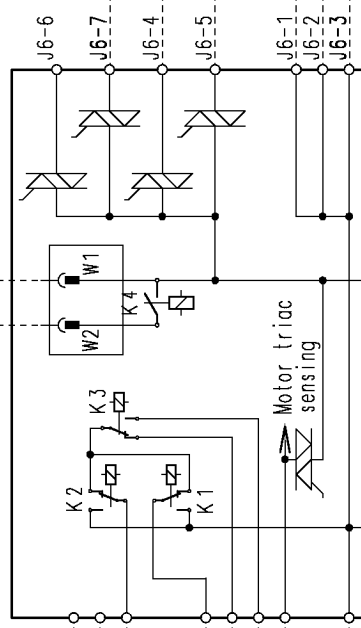 J6-6
J6-7
J6-4
J6-5
J6-1
J6-2
J6-3
W1
W2
K4
Motor triac
sensing
K3
K2
K1